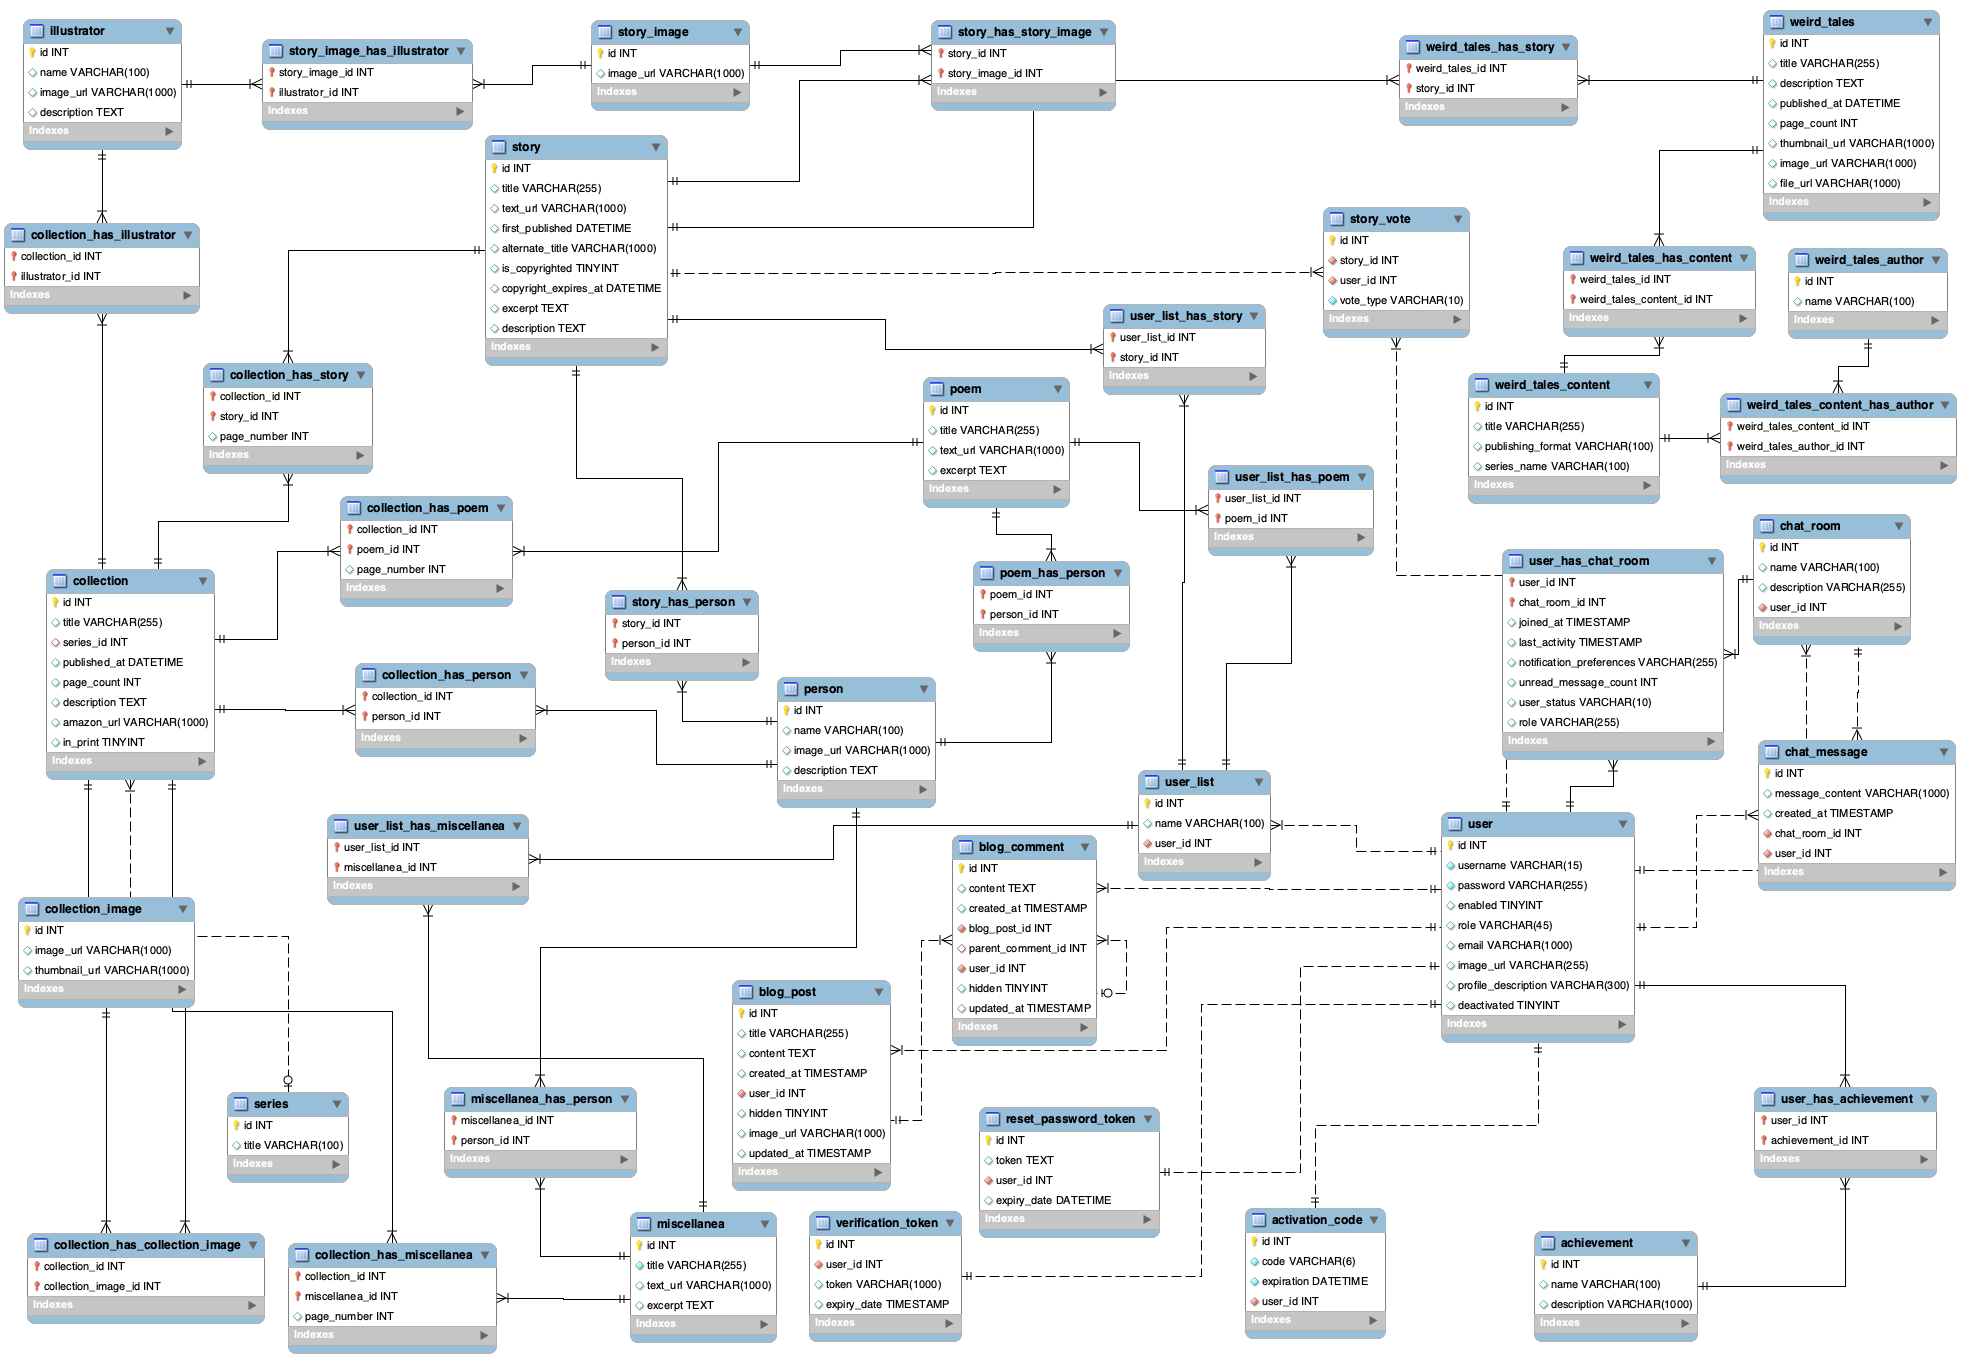 illustrator
id INT
name VARCHAR(100)
image_url VARCHAR(1000)
description TEXT
Indexes
story_image_has_illustrator
story_image_id INT
illustrator_id INT
Indexes
story_image
id INT
image_url VARCHAR(1000)
Indexes
story_has_story_image
story_id INT
story_image_id INT
Indexes
weird_tales_has_story
weird_tales_id INT
story_id INT
Indexes
weird_tales
id INT
title VARCHAR(255)
description TEXT
published_at DATETIME
page_count INT
thumbnail_url VARCHAR(1000)
image_url VARCHAR(1000)
file_url VARCHAR(1000)
Indexes
story
id INT
title VARCHAR(255)
text_url VARCHAR(1000)
first_published DATETIME
alternate_title VARCHAR(1000)
is_copyrighted TINYINT
copyright_expires_at DATETIME
excerpt TEXT
description TEXT
Indexes
collection_has_illustrator
collection_id INT
illustrator_id INT
Indexes
story_vote
id INT
story_id INT
user_id INT
vote_type VARCHAR(10)
Indexes
weird_tales_has_content
weird_tales_id INT
weird_tales_content_id INT
Indexes
weird_tales_author
id INT
name VARCHAR(100)
Indexes
user_list_has_story
user_list_id INT
story_id INT
Indexes
collection_has_story
collection_id INT
story_id INT
page_number INT
Indexes
poem
id INT
title VARCHAR(255)
text_url VARCHAR(1000)
excerpt TEXT
Indexes
weird_tales_content
id INT
title VARCHAR(255)
publishing_format VARCHAR(100)
series_name VARCHAR(100)
Indexes
weird_tales_content_has_author
weird_tales_content_id INT
weird_tales_author_id INT
Indexes
user_list_has_poem
user_list_id INT
poem_id INT
Indexes
collection_has_poem
collection_id INT
poem_id INT
page_number INT
Indexes
chat_room
id INT
name VARCHAR(100)
description VARCHAR(255)
user_id INT
Indexes
user_has_chat_room
user_id INT
chat_room_id INT
joined_at TIMESTAMP
last_activity TIMESTAMP
notification_preferences VARCHAR(255)
unread_message_count INT
user_status VARCHAR(10)
role VARCHAR(255)
Indexes
collection
id INT
title VARCHAR(255)
series_id INT
published_at DATETIME
page_count INT
description TEXT
amazon_url VARCHAR(1000)
in_print TINYINT
Indexes
story_has_person
story_id INT
person_id INT
Indexes
poem_has_person
poem_id INT
person_id INT
Indexes
collection_has_person
collection_id INT
person_id INT
Indexes
person
id INT
name VARCHAR(100)
image_url VARCHAR(1000)
description TEXT
Indexes
chat_message
id INT
message_content VARCHAR(1000)
created_at TIMESTAMP
chat_room_id INT
user_id INT
Indexes
user_list
id INT
name VARCHAR(100)
user_id INT
Indexes
user_list_has_miscellanea
user_list_id INT
miscellanea_id INT
Indexes
user
id INT
username VARCHAR(15)
password VARCHAR(255)
enabled TINYINT
role VARCHAR(45)
email VARCHAR(1000)
image_url VARCHAR(255)
profile_description VARCHAR(300)
deactivated TINYINT
Indexes
blog_comment
id INT
content TEXT
created_at TIMESTAMP
blog_post_id INT
parent_comment_id INT
user_id INT
hidden TINYINT
updated_at TIMESTAMP
Indexes
collection_image
id INT
image_url VARCHAR(1000)
thumbnail_url VARCHAR(1000)
Indexes
blog_post
id INT
title VARCHAR(255)
content TEXT
created_at TIMESTAMP
user_id INT
hidden TINYINT
image_url VARCHAR(1000)
updated_at TIMESTAMP
Indexes
series
id INT
title VARCHAR(100)
Indexes
miscellanea_has_person
miscellanea_id INT
person_id INT
Indexes
reset_password_token
id INT
token TEXT
user_id INT
expiry_date DATETIME
Indexes
user_has_achievement
user_id INT
achievement_id INT
Indexes
collection_has_collection_image
collection_id INT
collection_image_id INT
Indexes
collection_has_miscellanea
collection_id INT
miscellanea_id INT
page_number INT
Indexes
miscellanea
id INT
title VARCHAR(255)
text_url VARCHAR(1000)
excerpt TEXT
Indexes
verification_token
id INT
user_id INT
token VARCHAR(1000)
expiry_date TIMESTAMP
Indexes
activation_code
id INT
code VARCHAR(6)
expiration DATETIME
user_id INT
Indexes
achievement
id INT
name VARCHAR(100)
description VARCHAR(1000)
Indexes